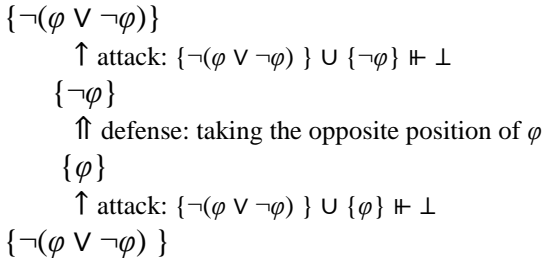 {¬(φ ∨ ¬φ)}
↑ attack: {¬(φ ∨ ¬φ) } ∪ {¬φ} ⊩ ⊥
{¬φ}
⇑ defense: taking the opposite position of φ
{φ}
↑ attack: {¬(φ ∨ ¬φ) } ∪ {φ} ⊩ ⊥
{¬(φ ∨ ¬φ) }